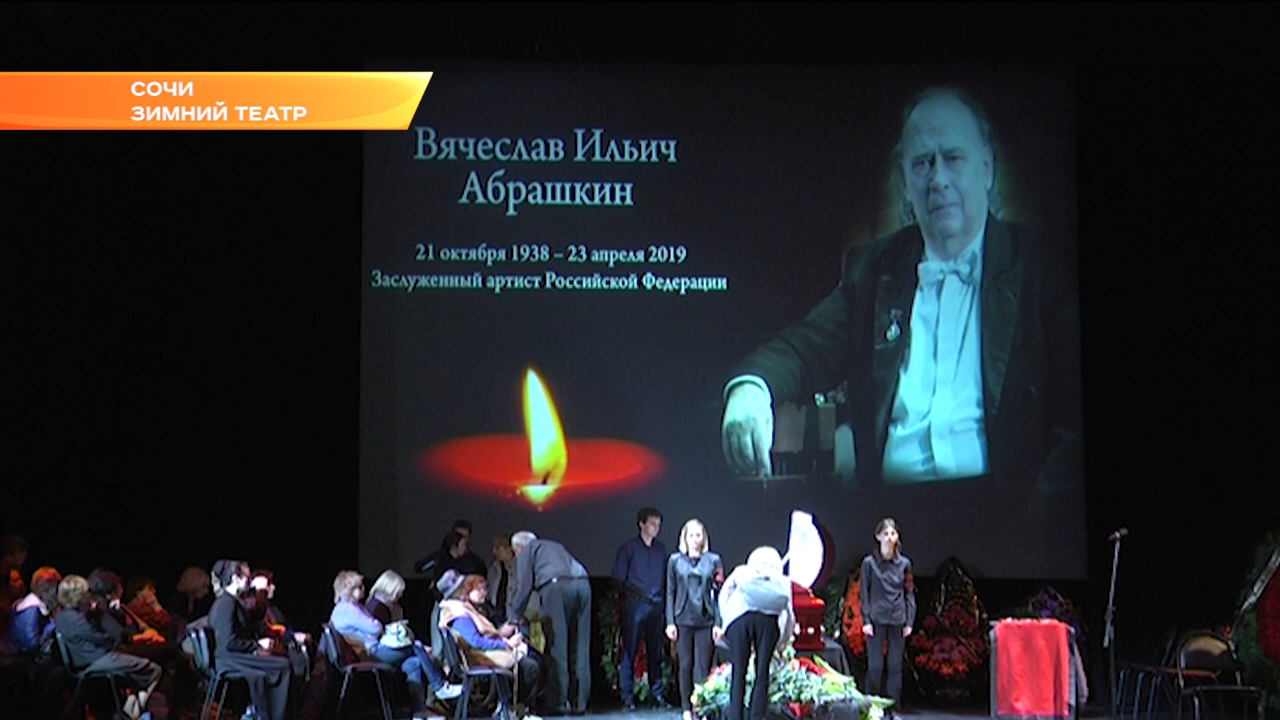 СОЧИ
ЗИМНИЙ ТЕАТР
Вячеслав Ильич
Абрашкин
21 октября 1938 – 23 апреля 2019
Заслуженный артист Российской Федерации